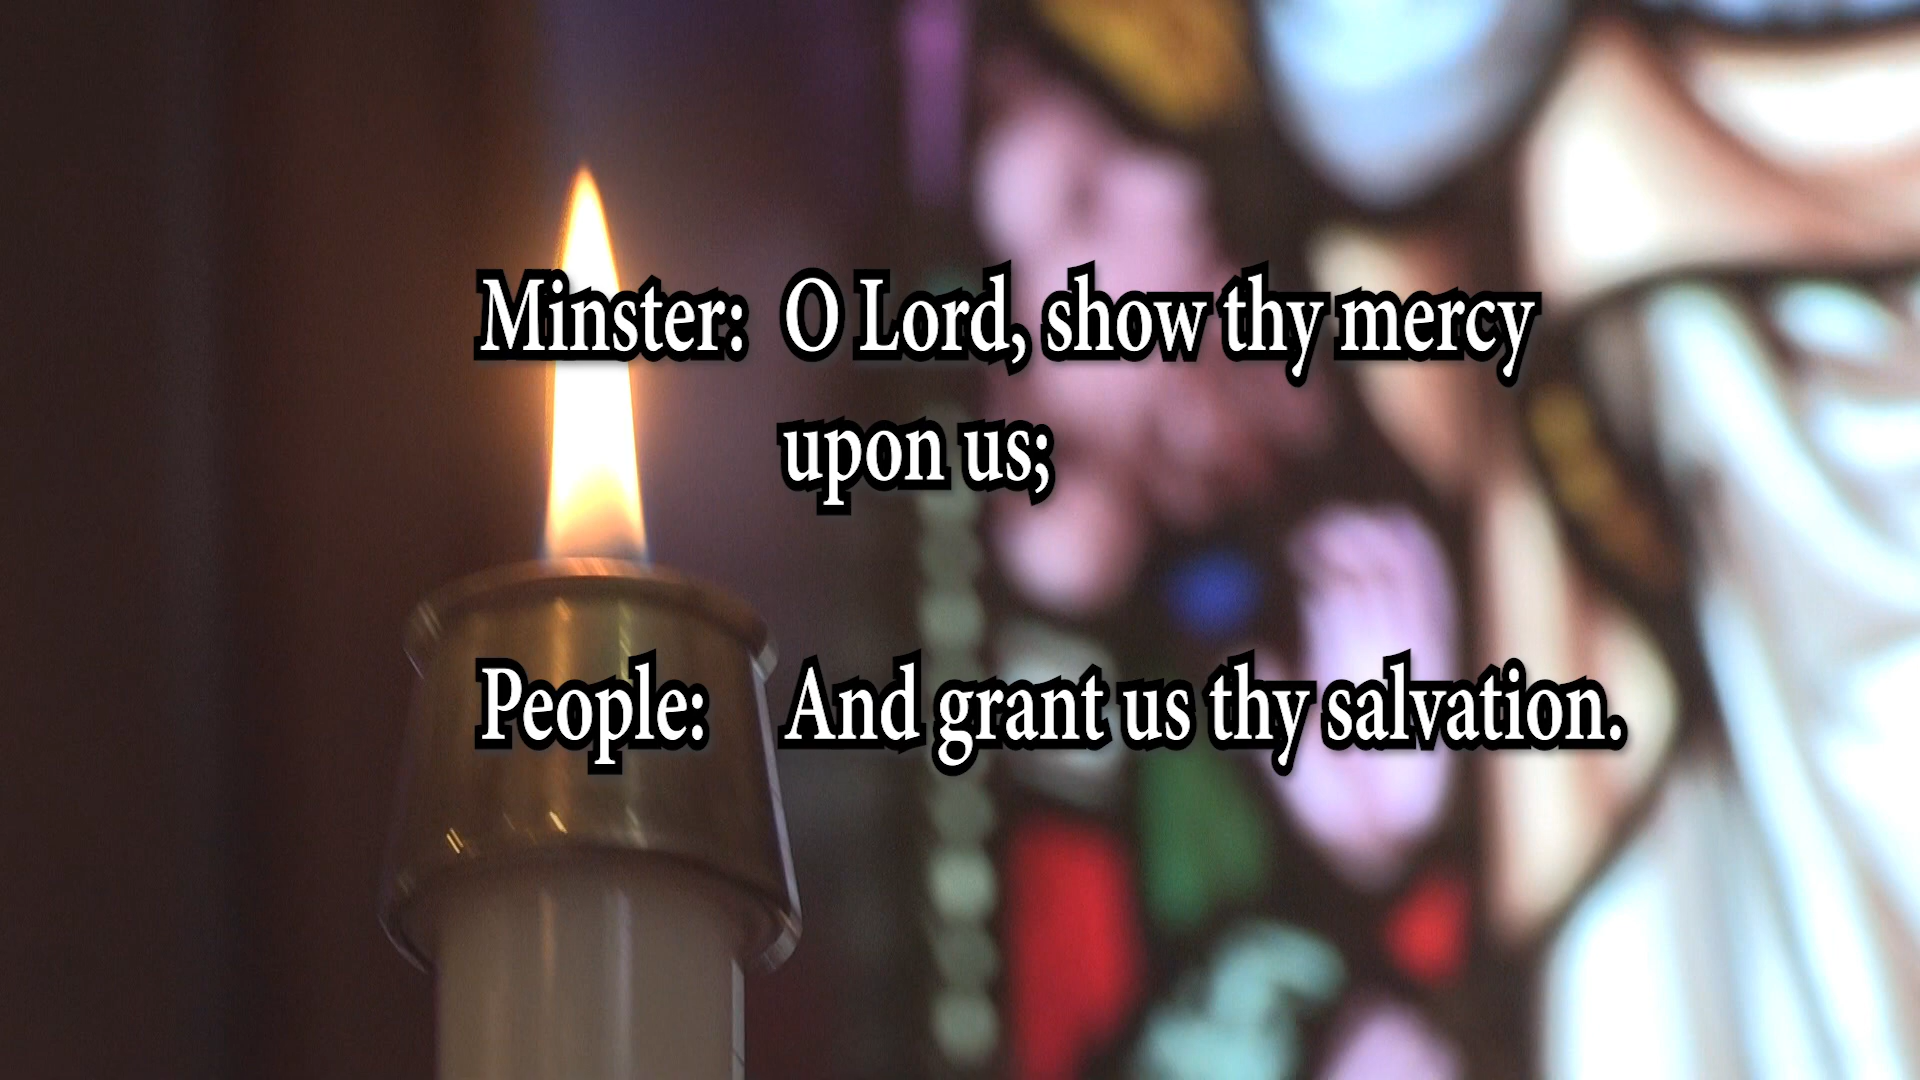 Minster: O Lord, show thy mercy
upon us;
People: And grant us thy salvation.